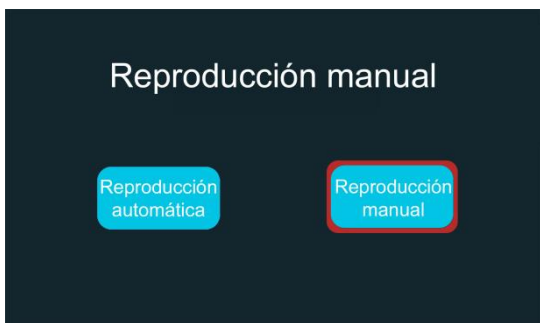 Reproducción manual
Reproducción
automática
Reproducción
manual